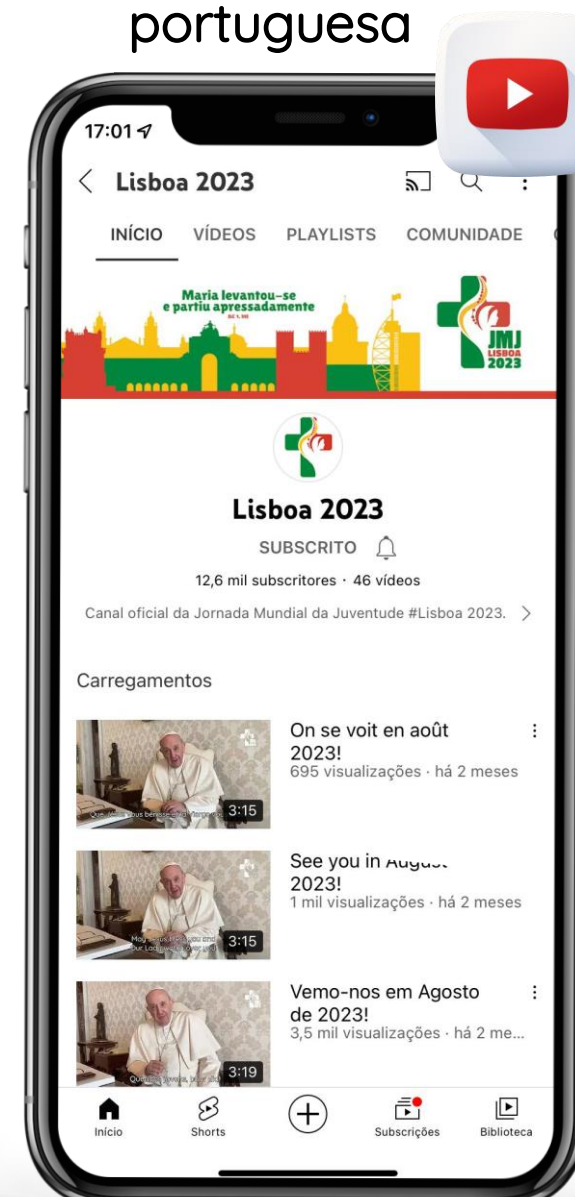 portuguesa
17:01
Lisboa 2023
INÍCIO VÍDEOS PLAYLISTS COMUNIDADE
Maria levantou-se
e partiu apressadamente
JMJ
LISBOA
2023
Lisboa 2023
SUBSCRITO
12,6 mil subscritores · 46 vídeos
Canal oficial da Jornada Mundial da Juventude #Lisboa 2023.
Carregamentos
On se voit en août
2023!
695 visualizações · há 2 meses
3:15
See you in August
2023!
1 mil visualizações · há 2 meses
3:15
Vemo-nos em Agosto
de 2023!
3,5 mil visualizações · há 2 me...
3:19
Início Shorts Subscrições Biblioteca